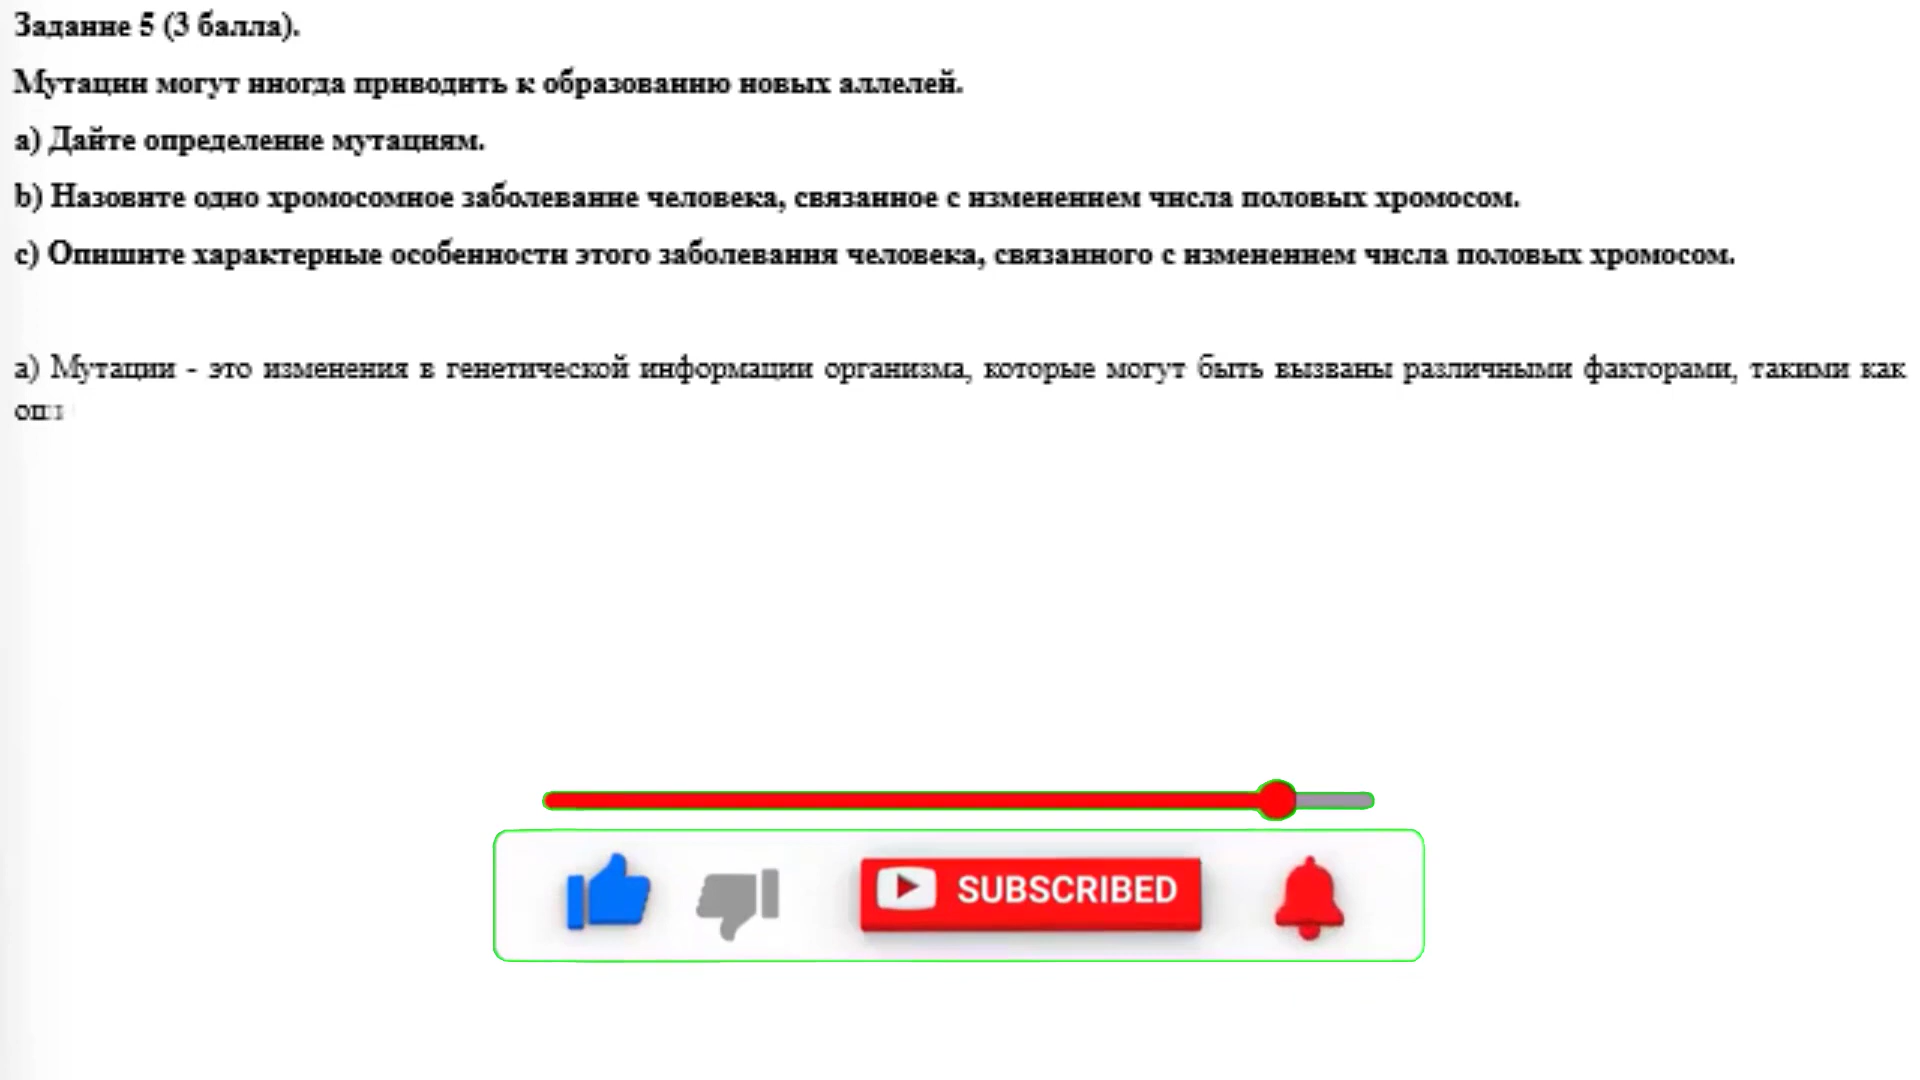 Задание 5 (3 балла).
Мутации могут иногда приводить к образованию новых аллелей.
a) Дайте определение мутациям.
b) Назовите одно хромосомное заболевание человека, связанное с изменением числа половых хромосом.
c) Опишите характерные особенности этого заболевания человека, связанного с изменением числа половых хромосом.
a) Мутации - это изменения в генетической информации организма, которые могут быть вызваны различными факторами, такими как
SUBSCRIBED